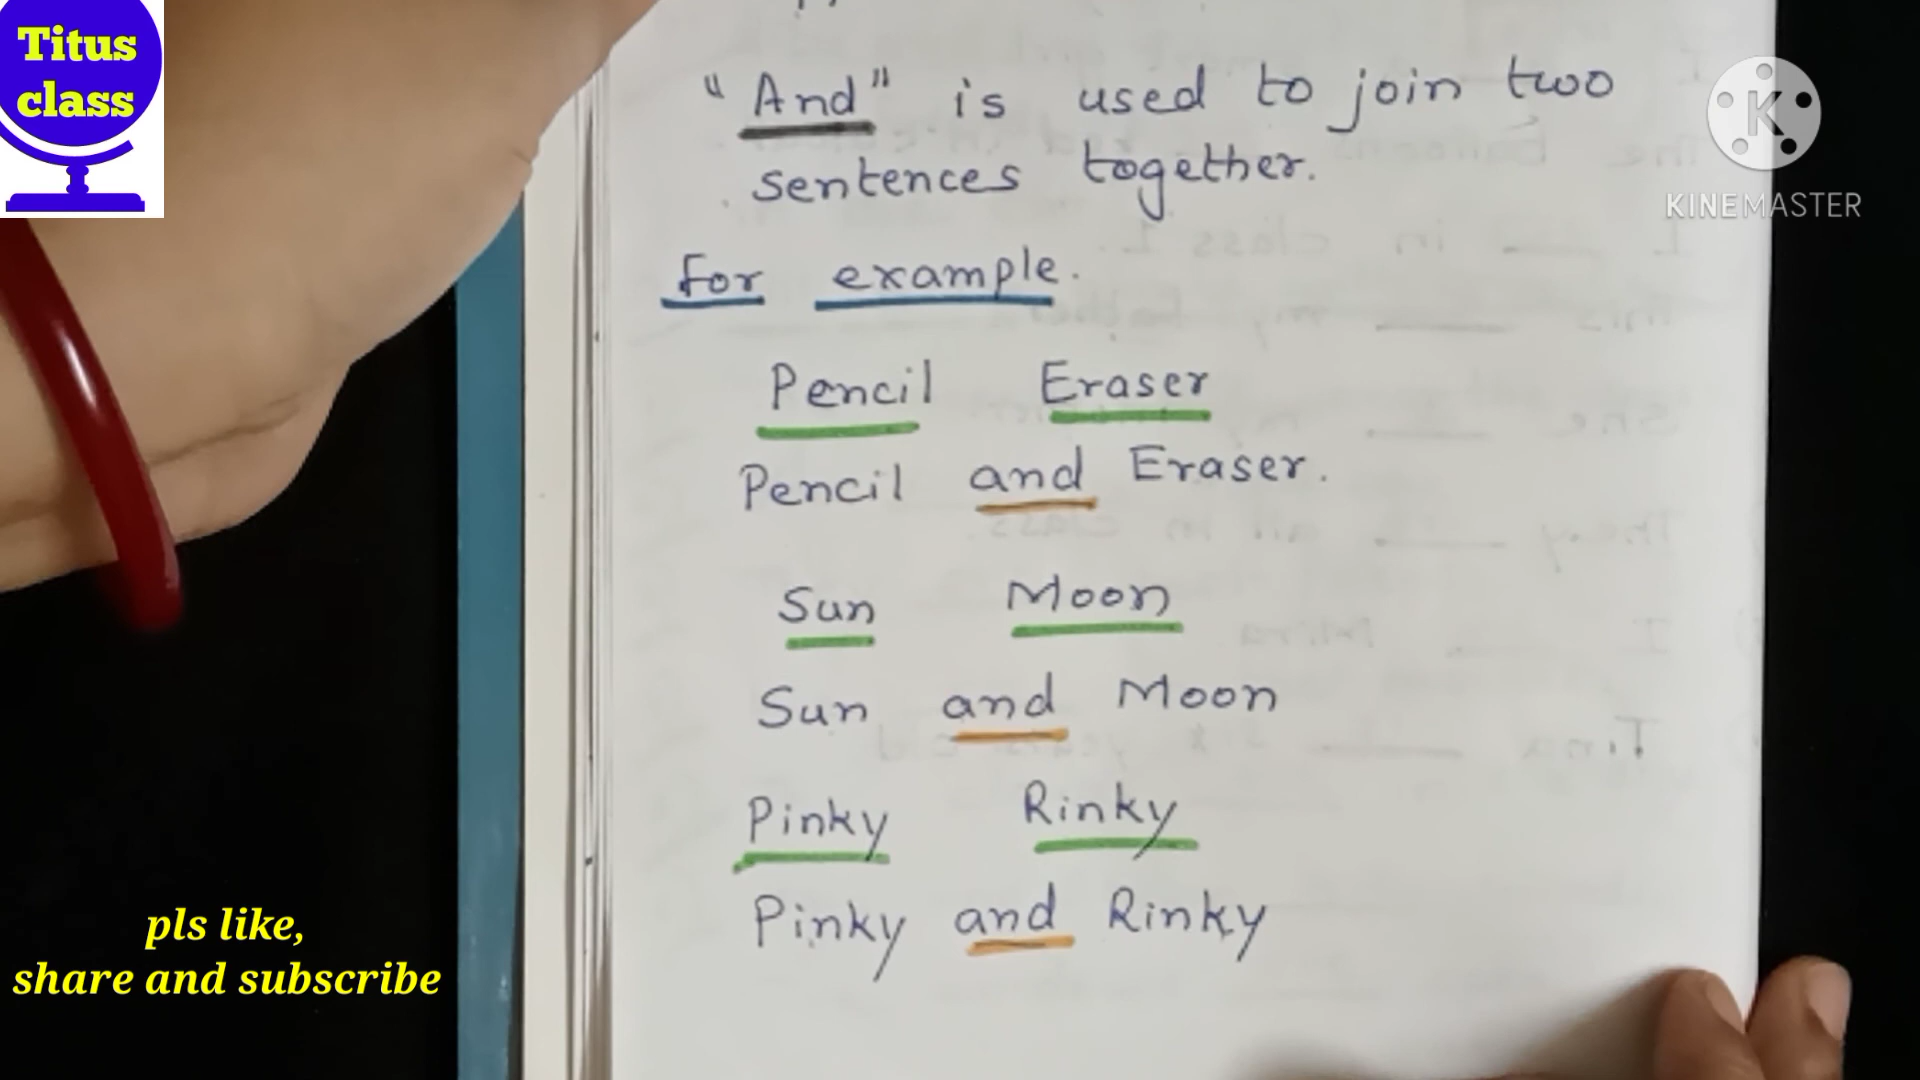 Titus
class
"And" is used to join two
sentences together.
For example.
Pencil Eraser
Pencil and Eraser.
Sun Moon
Sun and Moon
Pinky Rinky
Pinky and Rinky
KINEMASTER
pls like,
share and subscribe